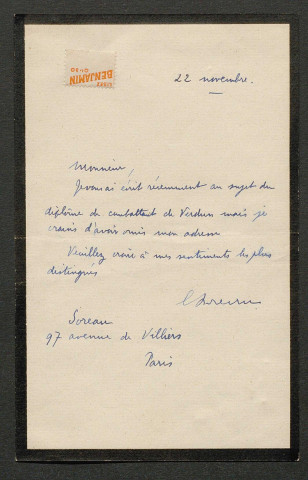 BENJAMIN
22 novembre.
Monsieur,
Je vous ai écrit récemment au sujet du
diplôme de combattant de Verdun mais je
crains d'avoir omis mon adresse
Veuillez croire à mes sentiments les plus
distingués
Soreau
97 avenue de Villiers
Paris